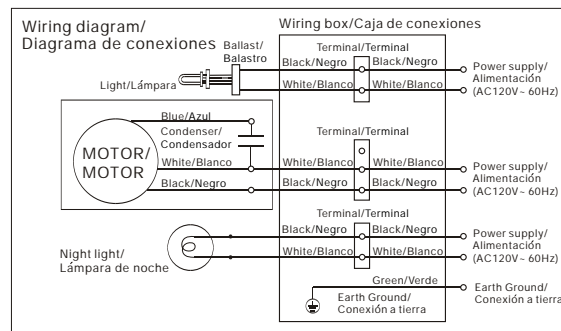 Wiring diagram/
Diagrama de conexiones
Wiring box/Caja de conexiones
Ballast/
Balastro
Light/Lámpara
Terminal/Terminal
Black/Negro Black/Negro
White/Blanco White/Blanco
Power supply/
Alimentación
(AC120V~ 60Hz)
Blue/Azul
Condenser/
Condensador
MOTOR/
MOTOR
White/Blanco
Black/Negro
Terminal/Terminal
White/Blanco White/Blanco
Black/Negro Black/Negro
Power supply/
Alimentación
(AC120V~ 60Hz)
Night light/
Lámpara de noche
Terminal/Terminal
Black/Negro Black/Negro
White/Blanco White/Blanco
Power supply/
Alimentación
(AC120V~ 60Hz)
Green/Verde
Earth Ground/
Conexión a tierra
Earth Ground/
Conexión a tierra